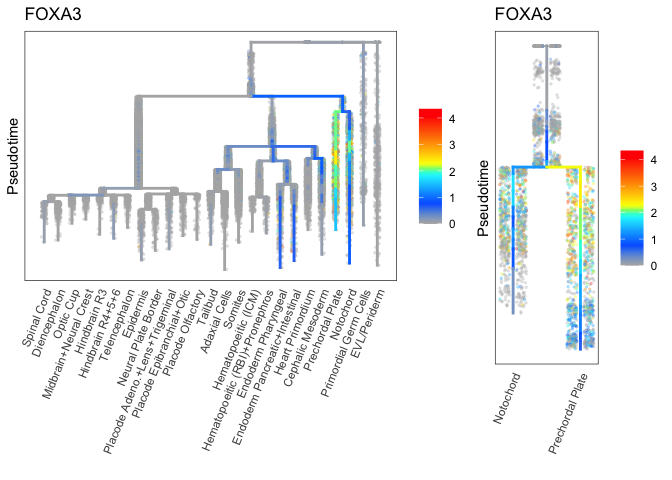 FOXA3
Pseudotime
4
3
2
1
0
Spinal Cord
Diencephalon
Optic Cup
Midbrain+Neural Crest
Hindbrain R3
Hindbrain R4+5+6
Telencephalon
Epidermis
Neural Plate Border
Placode Adeno.+Lens+Trigeminal
Placode Epibranchial+Otic
Placode Olfactory
Tailbud
Adaxial Cells
Somites
Hematopoeitic (ICM)
Hematopoeitic (RBI)+Pronephros
Endoderm Pharyngeal
Endoderm Pancreatic+Intestinal
Heart Primordium
Cephalic Mesoderm
Prechordal Plate
Notochord
Primordial Germ Cells
EVL/Periderm
FOXA3
Pseudotime
4
3
2
1
0
Notochord
Prechordal Plate